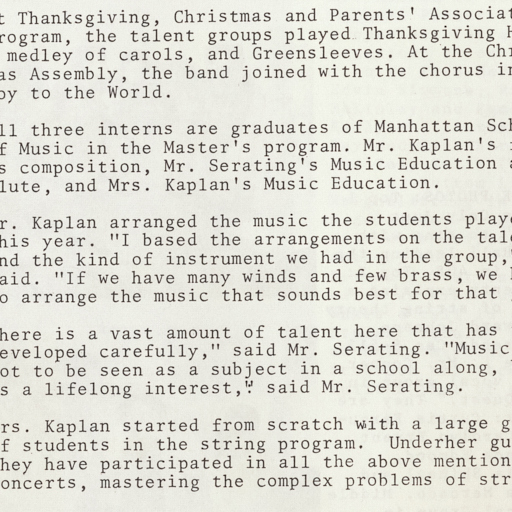 t Thanksgiving, Christmas and Parents' Associat
rogram, the talent groups played Thanksgiving H
medley of carols, and Greensleeves. At the Chr
as Assembly, the band joined with the chorus in
oy to the World.
ll three interns are graduates of Manhattan Sch
f Music in the Master's program. Mr. Kaplan's
s composition, Mr. Serating's Music Education a
lute, and Mrs. Kaplan's Music Education.
r. Kaplan arranged the music the students playe
his year. "I based the arrangements on the tale
nd the kind of instrument we had in the group,"
aid. "If we have many winds and few brass, we h
o arrange the music that sounds best for that
here is a vast amount of talent here that has
eveloped carefully," said Mr. Serating. "Music
ot to be seen as a subject in a school along,
s a lifelong interest," said Mr. Serating.
rs. Kaplan started from scratch with a large g
f students in the string program.  Underher gu
hey have participated in all the above mention
oncerts, mastering the complex problems of str